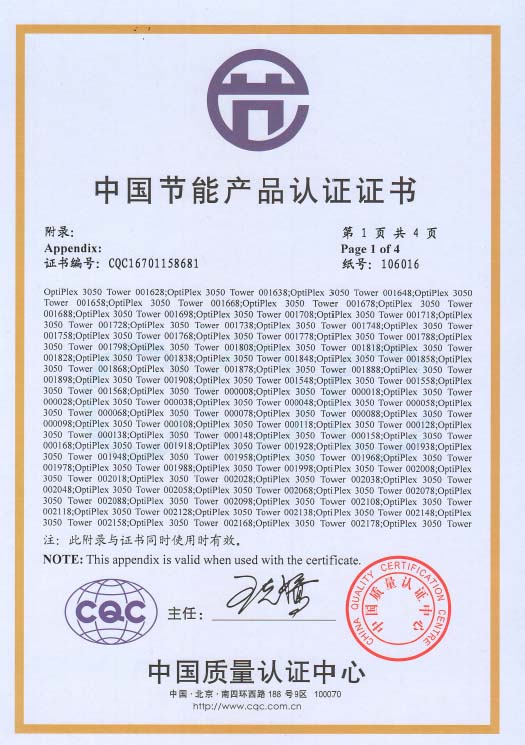 中国节能产品认证证书
附录： 第 1 页 共 4 页
Appendix: Page 1 of 4
证书编号：CQC16701158681 纸号：106016
OptiPlex 3050 Tower 001628;OptiPlex 3050 Tower 001638;OptiPlex 3050 Tower 001648;OptiPlex 3050
Tower 001658;OptiPlex 3050 Tower 001668;OptiPlex 3050 Tower 001678;OptiPlex 3050 Tower
001688;OptiPlex 3050 Tower 001698;OptiPlex 3050 Tower 001708;OptiPlex 3050 Tower 001718;OptiPlex
3050 Tower 001728;OptiPlex 3050 Tower 001738;OptiPlex 3050 Tower 001748;OptiPlex 3050 Tower
001758;OptiPlex 3050 Tower 001768;OptiPlex 3050 Tower 001778;OptiPlex 3050 Tower 001788;OptiPlex
3050 Tower 001798;OptiPlex 3050 Tower 001808;OptiPlex 3050 Tower 001818;OptiPlex 3050 Tower
001828;OptiPlex 3050 Tower 001838;OptiPlex 3050 Tower 001848;OptiPlex 3050 Tower 001858;OptiPlex
3050 Tower 001868;OptiPlex 3050 Tower 001878;OptiPlex 3050 Tower 001888;OptiPlex 3050 Tower
001898;OptiPlex 3050 Tower 001908;OptiPlex 3050 Tower 001548;OptiPlex 3050 Tower 001558;OptiPlex
3050 Tower 001568;OptiPlex 3050 Tower 000008;OptiPlex 3050 Tower 000018;OptiPlex 3050 Tower
000028;OptiPlex 3050 Tower 000038;OptiPlex 3050 Tower 000048;OptiPlex 3050 Tower 000058;OptiPlex
3050 Tower 000068;OptiPlex 3050 Tower 000078;OptiPlex 3050 Tower 000088;OptiPlex 3050 Tower
000098;OptiPlex 3050 Tower 000108;OptiPlex 3050 Tower 000118;OptiPlex 3050 Tower 000128;OptiPlex
3050 Tower 000138;OptiPlex 3050 Tower 000148;OptiPlex 3050 Tower 000158;OptiPlex 3050 Tower
000168;OptiPlex 3050 Tower 001918;OptiPlex 3050 Tower 001928;OptiPlex 3050 Tower 001938;OptiPlex
3050 Tower 001948;OptiPlex 3050 Tower 001958;OptiPlex 3050 Tower 001968;OptiPlex 3050 Tower
001978;OptiPlex 3050 Tower 001988;OptiPlex 3050 Tower 001998;OptiPlex 3050 Tower 002008;OptiPlex
3050 Tower 002018;OptiPlex 3050 Tower 002028;OptiPlex 3050 Tower 002038;OptiPlex 3050 Tower
002048;OptiPlex 3050 Tower 002058;OptiPlex 3050 Tower 002068;OptiPlex 3050 Tower 002078;OptiPlex
3050 Tower 002088;OptiPlex 3050 Tower 002098;OptiPlex 3050 Tower 002108;OptiPlex 3050 Tower
002118;OptiPlex 3050 Tower 002128;OptiPlex 3050 Tower 002138;OptiPlex 3050 Tower 002148;OptiPlex
3050 Tower 002158;OptiPlex 3050 Tower 002168;OptiPlex 3050 Tower 002178;OptiPlex 3050 Tower
注：此附录与证书同时使用时有效。
NOTE: This appendix is valid when used with the certificate.
CQC
主任：
CHINA QUALITY CERTIFICATION CENTRE
中国质量认证中心
中国质量认证中心
中国·北京·南四环西路 188 号9区 100070
http://www.cqc.com.cn